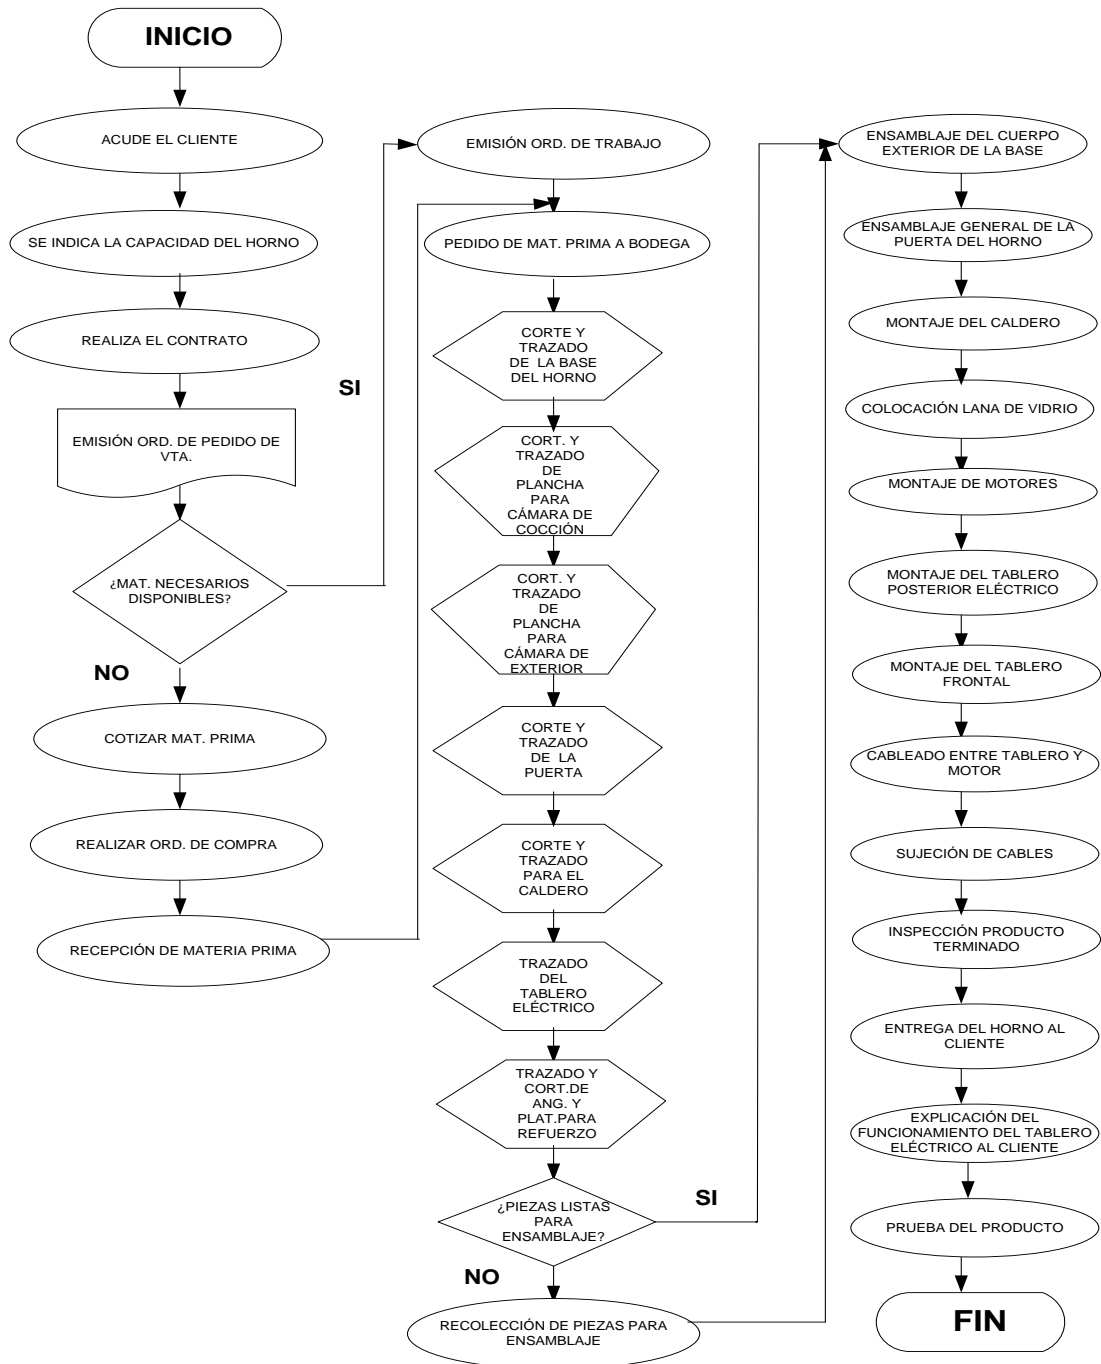 INICIO
ACUDE EL CLIENTE
SE INDICA LA CAPACIDAD DEL HORNO
REALIZA EL CONTRATO
EMISIÓN ORD. DE PEDIDO DE
VTA.
¿MAT. NECESARIOS
DISPONIBLES?
SI
NO
COTIZAR MAT. PRIMA
REALIZAR ORD. DE COMPRA
RECEPCIÓN DE MATERIA PRIMA
EMISIÓN ORD. DE TRABAJO
PEDIDO DE MAT. PRIMA A BODEGA
CORTE Y
TRAZADO
DE LA BASE
DEL HORNO
CORT. Y
TRAZADO
DE
PLANCHA
PARA
CÁMARA DE
COCCIÓN
CORT. Y
TRAZADO
DE
PLANCHA
PARA
CÁMARA DE
EXTERIOR
CORTE Y
TRAZADO
DE LA
PUERTA
CORTE Y
TRAZADO
PARA EL
CALDERO
TRAZADO
DEL
TABLERO
ELÉCTRICO
TRAZADO Y
CORT.DE
ANG. Y
PLAT.PARA
REFUERZO
¿PIEZAS LISTAS
PARA
ENSAMBLAJE?
SI
NO
RECOLECCIÓN DE PIEZAS PARA
ENSAMBLAJE
ENSAMBLAJE DEL CUERPO
EXTERIOR DE LA BASE
ENSAMBLAJE GENERAL DE LA
PUERTA DEL HORNO
MONTAJE DEL CALDERO
COLOCACIÓN LANA DE VIDRIO
MONTAJE DE MOTORES
MONTAJE DEL TABLERO
POSTERIOR ELÉCTRICO
MONTAJE DEL TABLERO
FRONTAL
CABLEADO ENTRE TABLERO Y
MOTOR
SUJECIÓN DE CABLES
INSPECCIÓN PRODUCTO
TERMINADO
ENTREGA DEL HORNO AL
CLIENTE
EXPLICACIÓN DEL
FUNCIONAMIENTO DEL TABLERO
ELÉCTRICO AL CLIENTE
PRUEBA DEL PRODUCTO
FIN